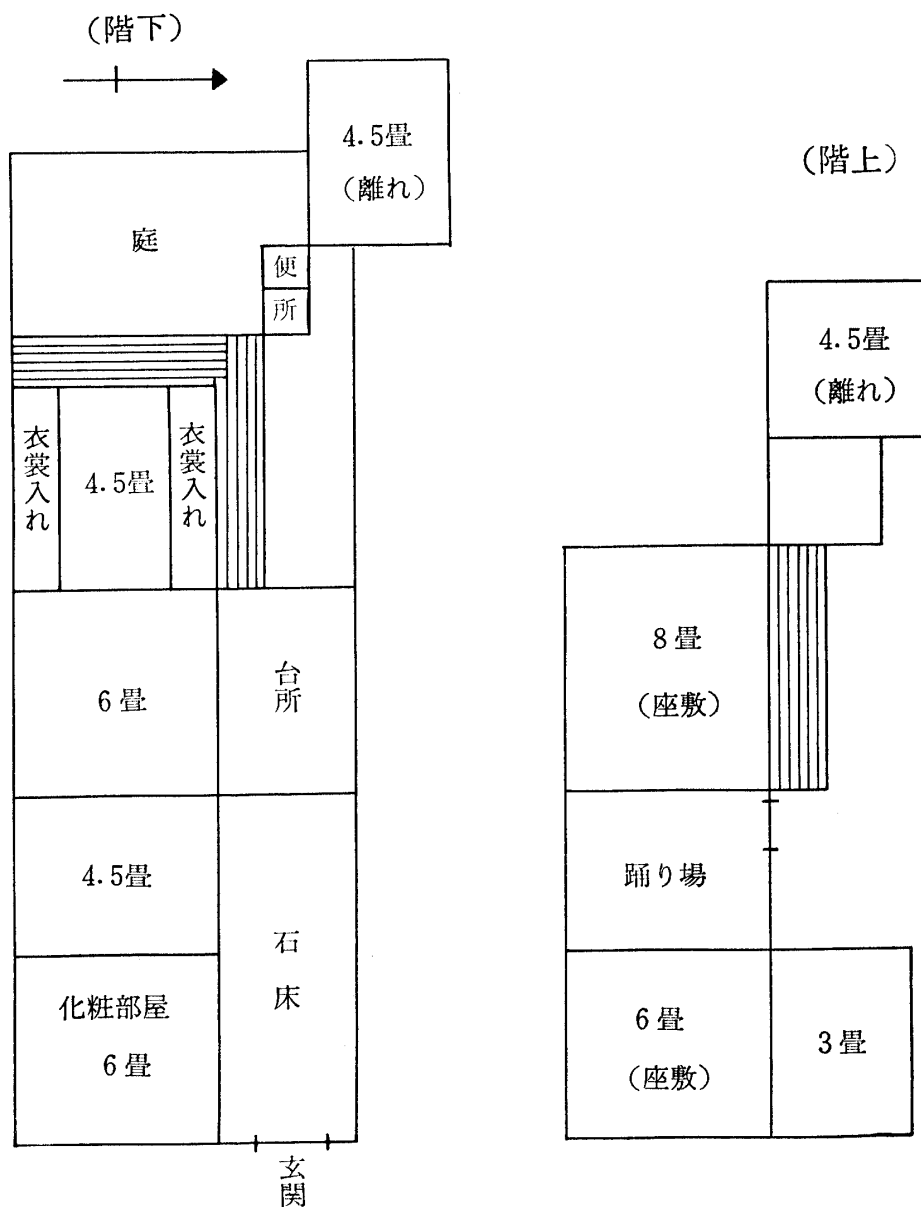 (階下)
4.5畳
(離れ)
庭
便
所
衣裳入れ
4.5畳
衣裳入れ
6畳
台所
4.5畳
石床
化粧部屋
6畳
玄関
(階上)
4.5畳
(離れ)
8畳
(座敷)
踊り場
6畳
(座敷)
3畳